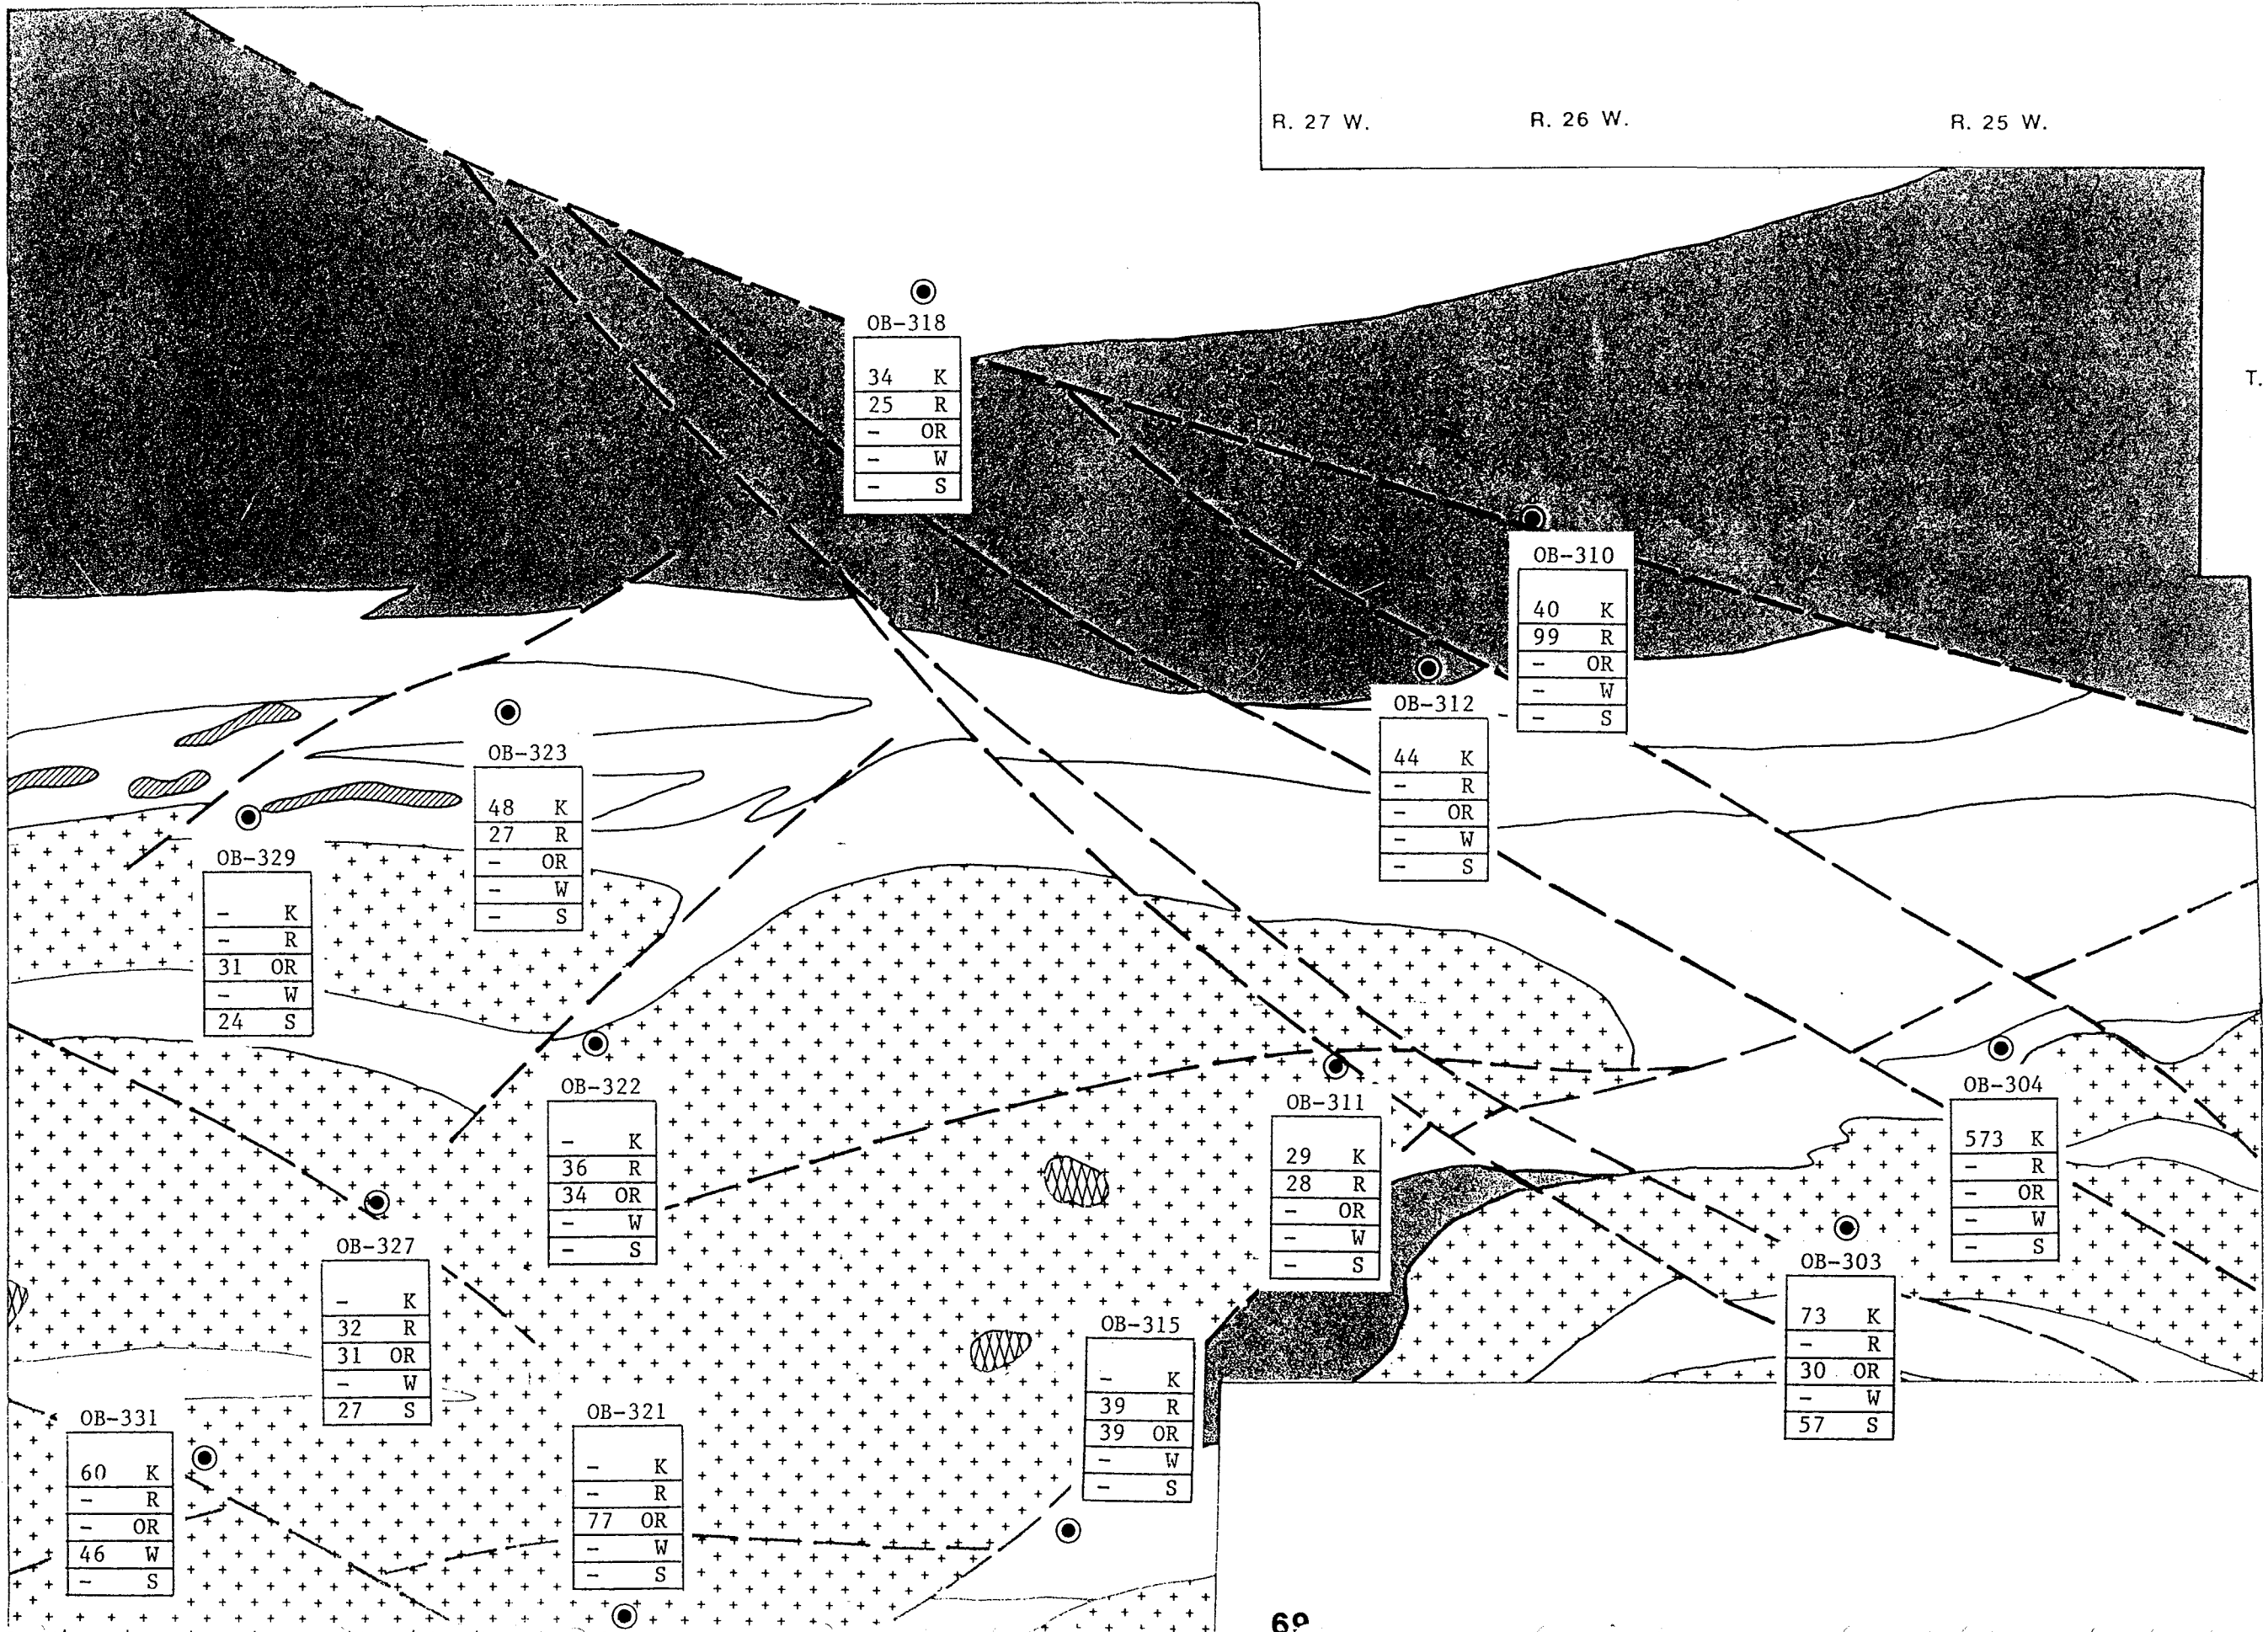 R. 27 W. R. 26 W. R. 25 W.
T.
OB-318
34 K
25 R
- OR
- W
- S
OB-310
40 K
99 R
- OR
- W
- S
OB-312
44 K
- R
- OR
- W
- S
OB-323
48 K
27 R
- OR
- W
- S
OB-329
- K
- R
31 OR
- W
24 S
OB-322
- K
36 R
34 OR
- W
- S
OB-311
29 K
28 R
- OR
- W
- S
OB-304
573 K
- R
- OR
- W
- S
OB-327
- K
32 R
31 OR
- W
27 S
OB-303
73 K
- R
30 OR
- W
57 S
OB-315
- K
39 R
39 OR
- W
- S
OB-331
60 K
- R
- OR
46 W
- S
OB-321
- K
- R
77 OR
- W
- S
69